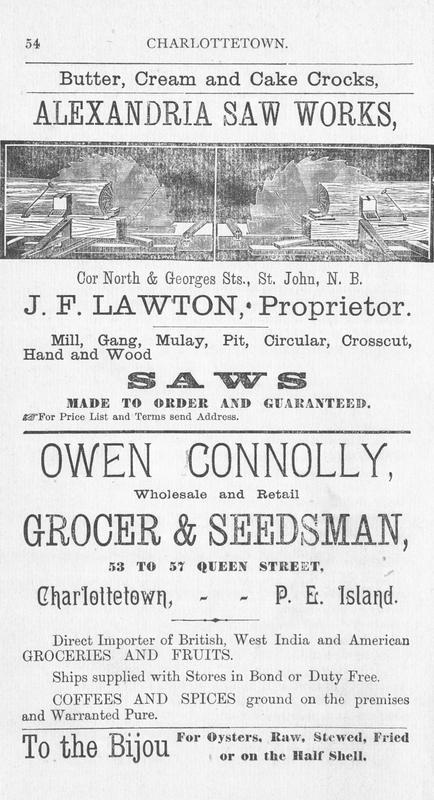 54 CHARLOTTETOWN.
Butter, Cream and Cake Crocks,
ALEXANDRIA SAW WORKS,
Cor North & Georges Sts., St. John, N. B.
J. F. LAWTON, Proprietor.
Mill, Gang, Mulay, Pit, Circular, Crosscut,
Hand and Wood
SAWS
MADE TO ORDER AND GUARANTEED.
☞For Price List and Terms send Address.
OWEN CONNOLLY,
Wholesale and Retail
GROCER & SEEDSMAN,
53 TO 57 QUEEN STREET,
Charlottetown, - - P. E. Island.
Direct Importer of British, West India and American
GROCERIES AND FRUITS.
Ships supplied with Stores in Bond or Duty Free.
COFFEES AND SPICES ground on the premises
and Warranted Pure.
To the Bijou For Oysters, Raw, Stewed, Fried
or on the Half Shell.